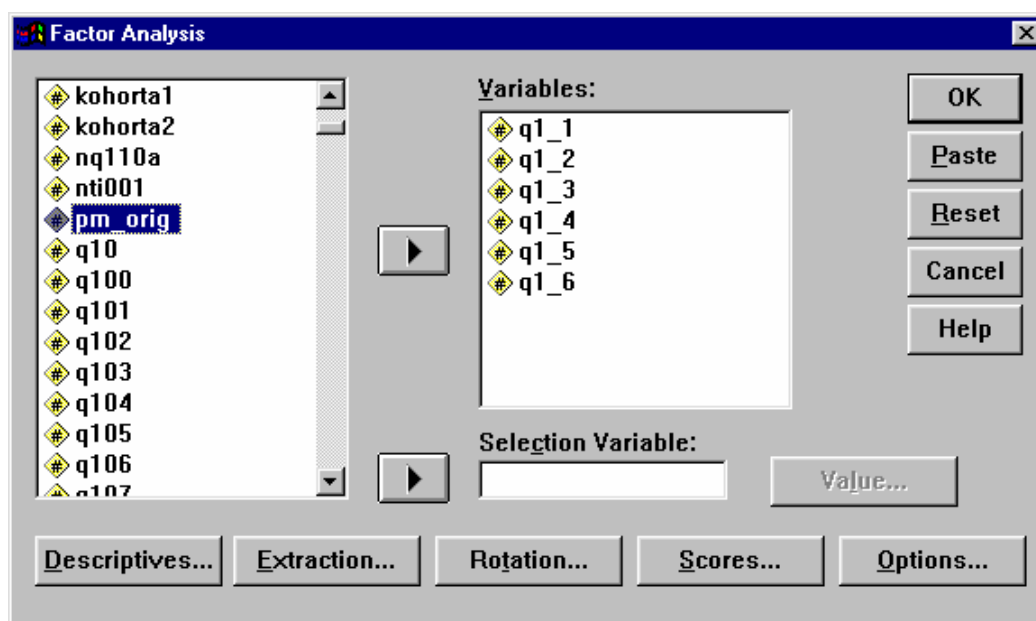 Factor Analysis
kohorta1
kohorta2
nq110a
nti001
pm_orig
q10
q100
q101
q102
q103
q104
q105
q106
q107
Variables:
q1_1
q1_2
q1_3
q1_4
q1_5
q1_6
Selection Variable:
Value...
OK
Paste
Reset
Cancel
Help
Descriptives...
Extraction...
Rotation...
Scores...
Options...